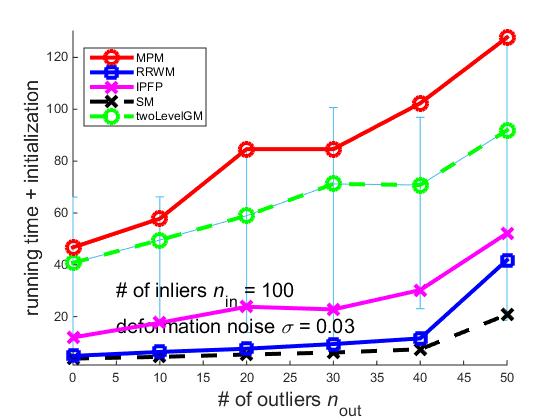 MPM
RRWM
IPFP
SM
twoLevelGM
120
100
80
60
40
20
running time + initialization
# of inliers n_in = 100
deformation noise σ = 0.03
0 5 10 15 20 25 30 35 40 45 50
# of outliers n_out